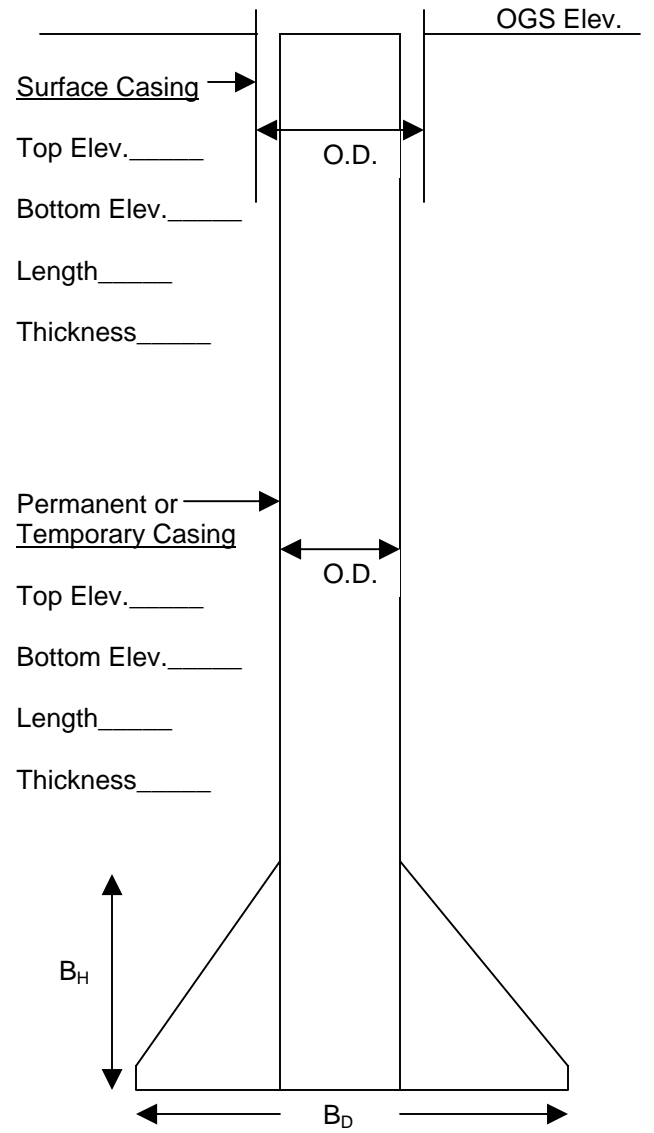 OGS Elev.
Surface Casing
Top Elev._____
O.D.
Bottom Elev._____
Length_____
Thickness_____
Permanent or
Temporary Casing
O.D.
Top Elev._____
Bottom Elev._____
Length_____
Thickness_____
BH
BD